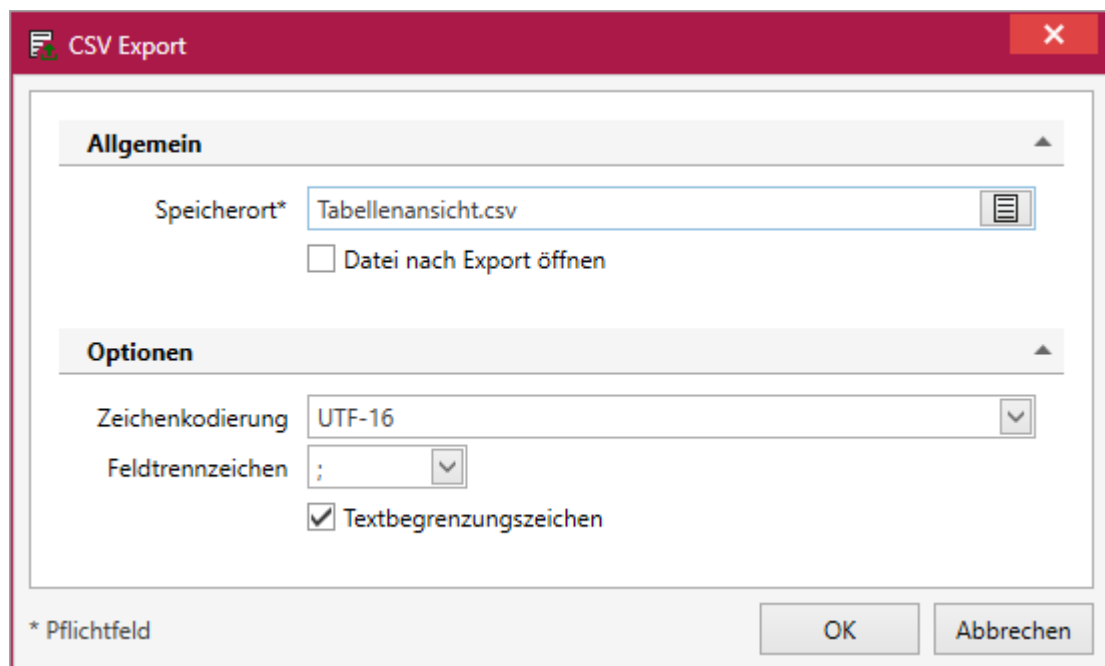 CSV Export
Allgemein
Speicherort* Tabellenansicht.csv
Datei nach Export öffnen
Optionen
Zeichenkodierung UTF-16
Feldtrennzeichen ;
Textbegrenzungszeichen
* Pflichtfeld OK Abbrechen